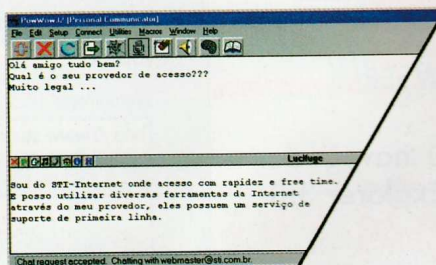 PowWow32 [Personal Communicator]
File Edit Setup Connect Utilities Macros Window Help
Olá amigo tudo bem?
Qual é o seu provedor de acesso???
Muito legal ...
Lucifuge
Sou do STI-Internet onde acesso com rapidez e free time.
E posso utilizar diversas ferramentas da Internet
através do meu provedor, eles possuem um serviço de
suporte de primeira linha.
Chat request accepted. Chatting with webmaster@sti.com.br